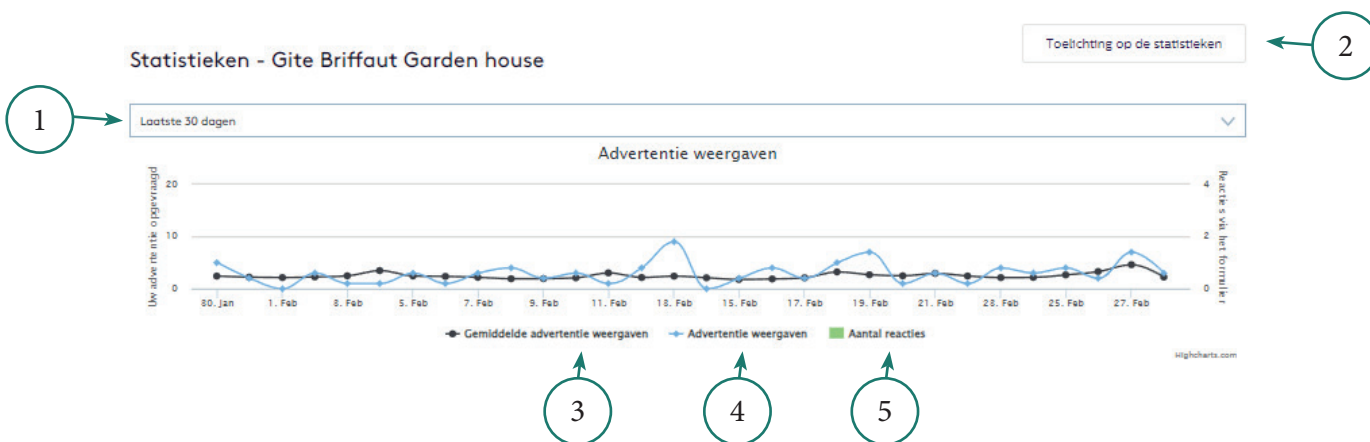 Toelichting op de statistieken
2
Statistieken - Gite Briffaut Garden house
1
Laatste 30 dagen
Advertentie weergaven
Uw advertentie opgevraagd
20
10
0
4
2
0
Reacties via het formulier
30. Jan
1. Feb
3. Feb
5. Feb
7. Feb
9. Feb
11. Feb
13. Feb
15. Feb
17. Feb
19. Feb
21. Feb
23. Feb
25. Feb
27. Feb
Gemiddelde advertentie weergaven
Advertentie weergaven
Aantal reacties
Highcharts.com
3
4
5